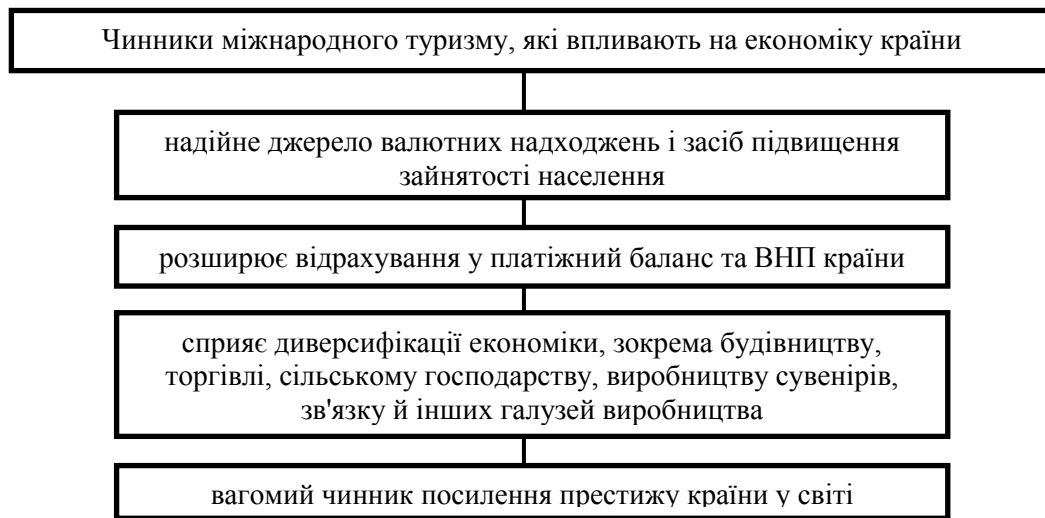 Чинники міжнародного туризму, які впливають на економіку країни
надійне джерело валютних надходжень і засіб підвищення
зайнятості населення
розширює відрахування у платіжний баланс та ВНП країни
сприяє диверсифікації економіки, зокрема будівництву,
торгівлі, сільському господарству, виробництву сувенірів,
зв'язку й інших галузей виробництва
вагомий чинник посилення престижу країни у світі